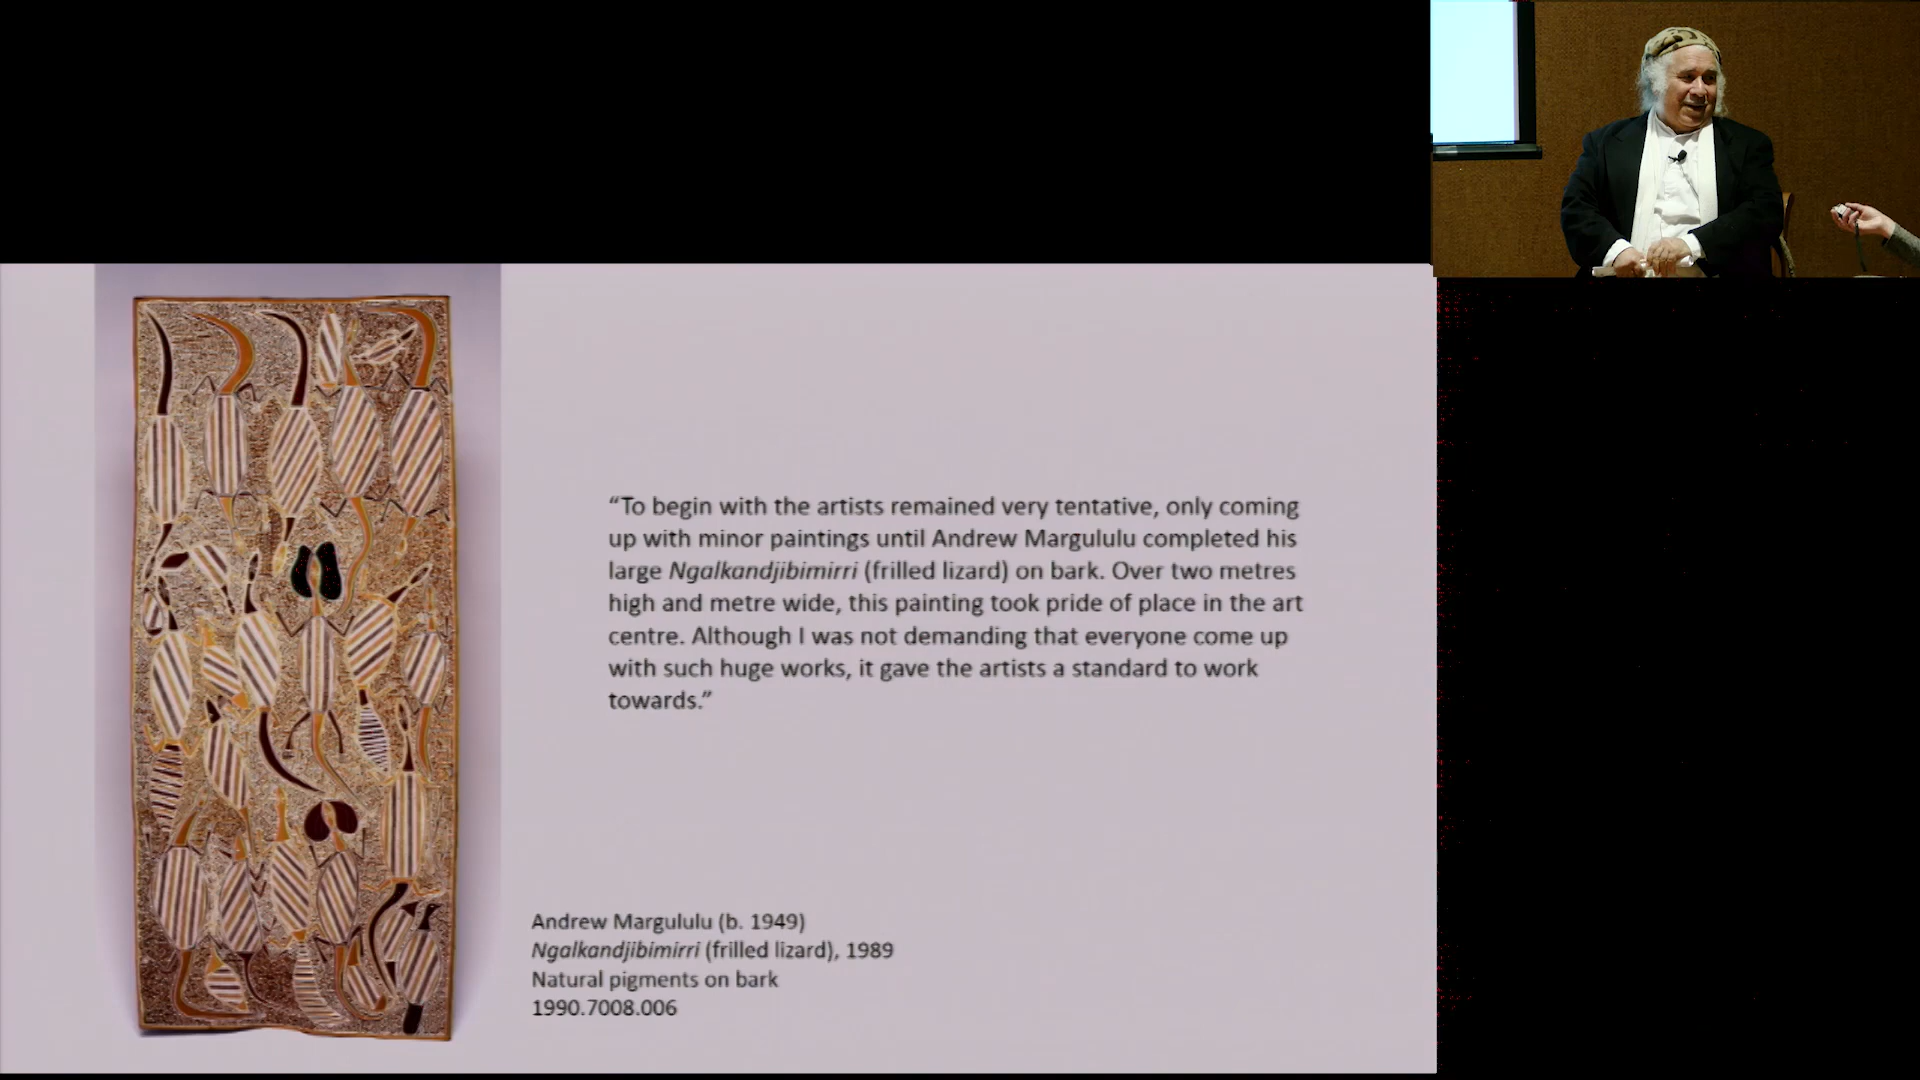 “To begin with the artists remained very tentative, only coming
up with minor paintings until Andrew Margululu completed his
large Ngalkandjibimirri (frilled lizard) on bark. Over two metres
high and metre wide, this painting took pride of place in the art
centre. Although I was not demanding that everyone come up
with such huge works, it gave the artists a standard to work
towards.”
Andrew Margululu (b. 1949)
Ngalkandjibimirri (frilled lizard), 1989
Natural pigments on bark
1990.7008.006